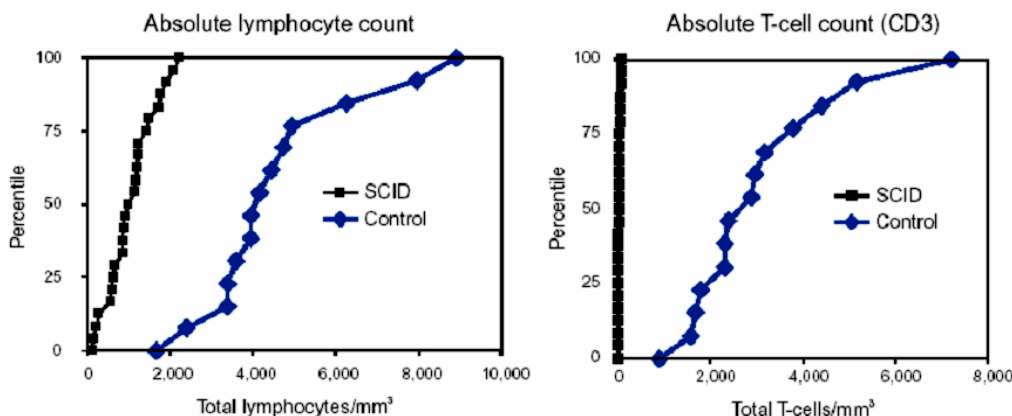 Absolute lymphocyte count
100
75
50
25
0
Percentile
SCID
Control
0
2,000
4,000
6,000
8,000
10,000
Total lymphocytes/mm³
Absolute T-cell count (CD3)
100
75
50
25
0
Percentile
SCID
Control
0
2,000
4,000
6,000
8,000
Total T-cells/mm³